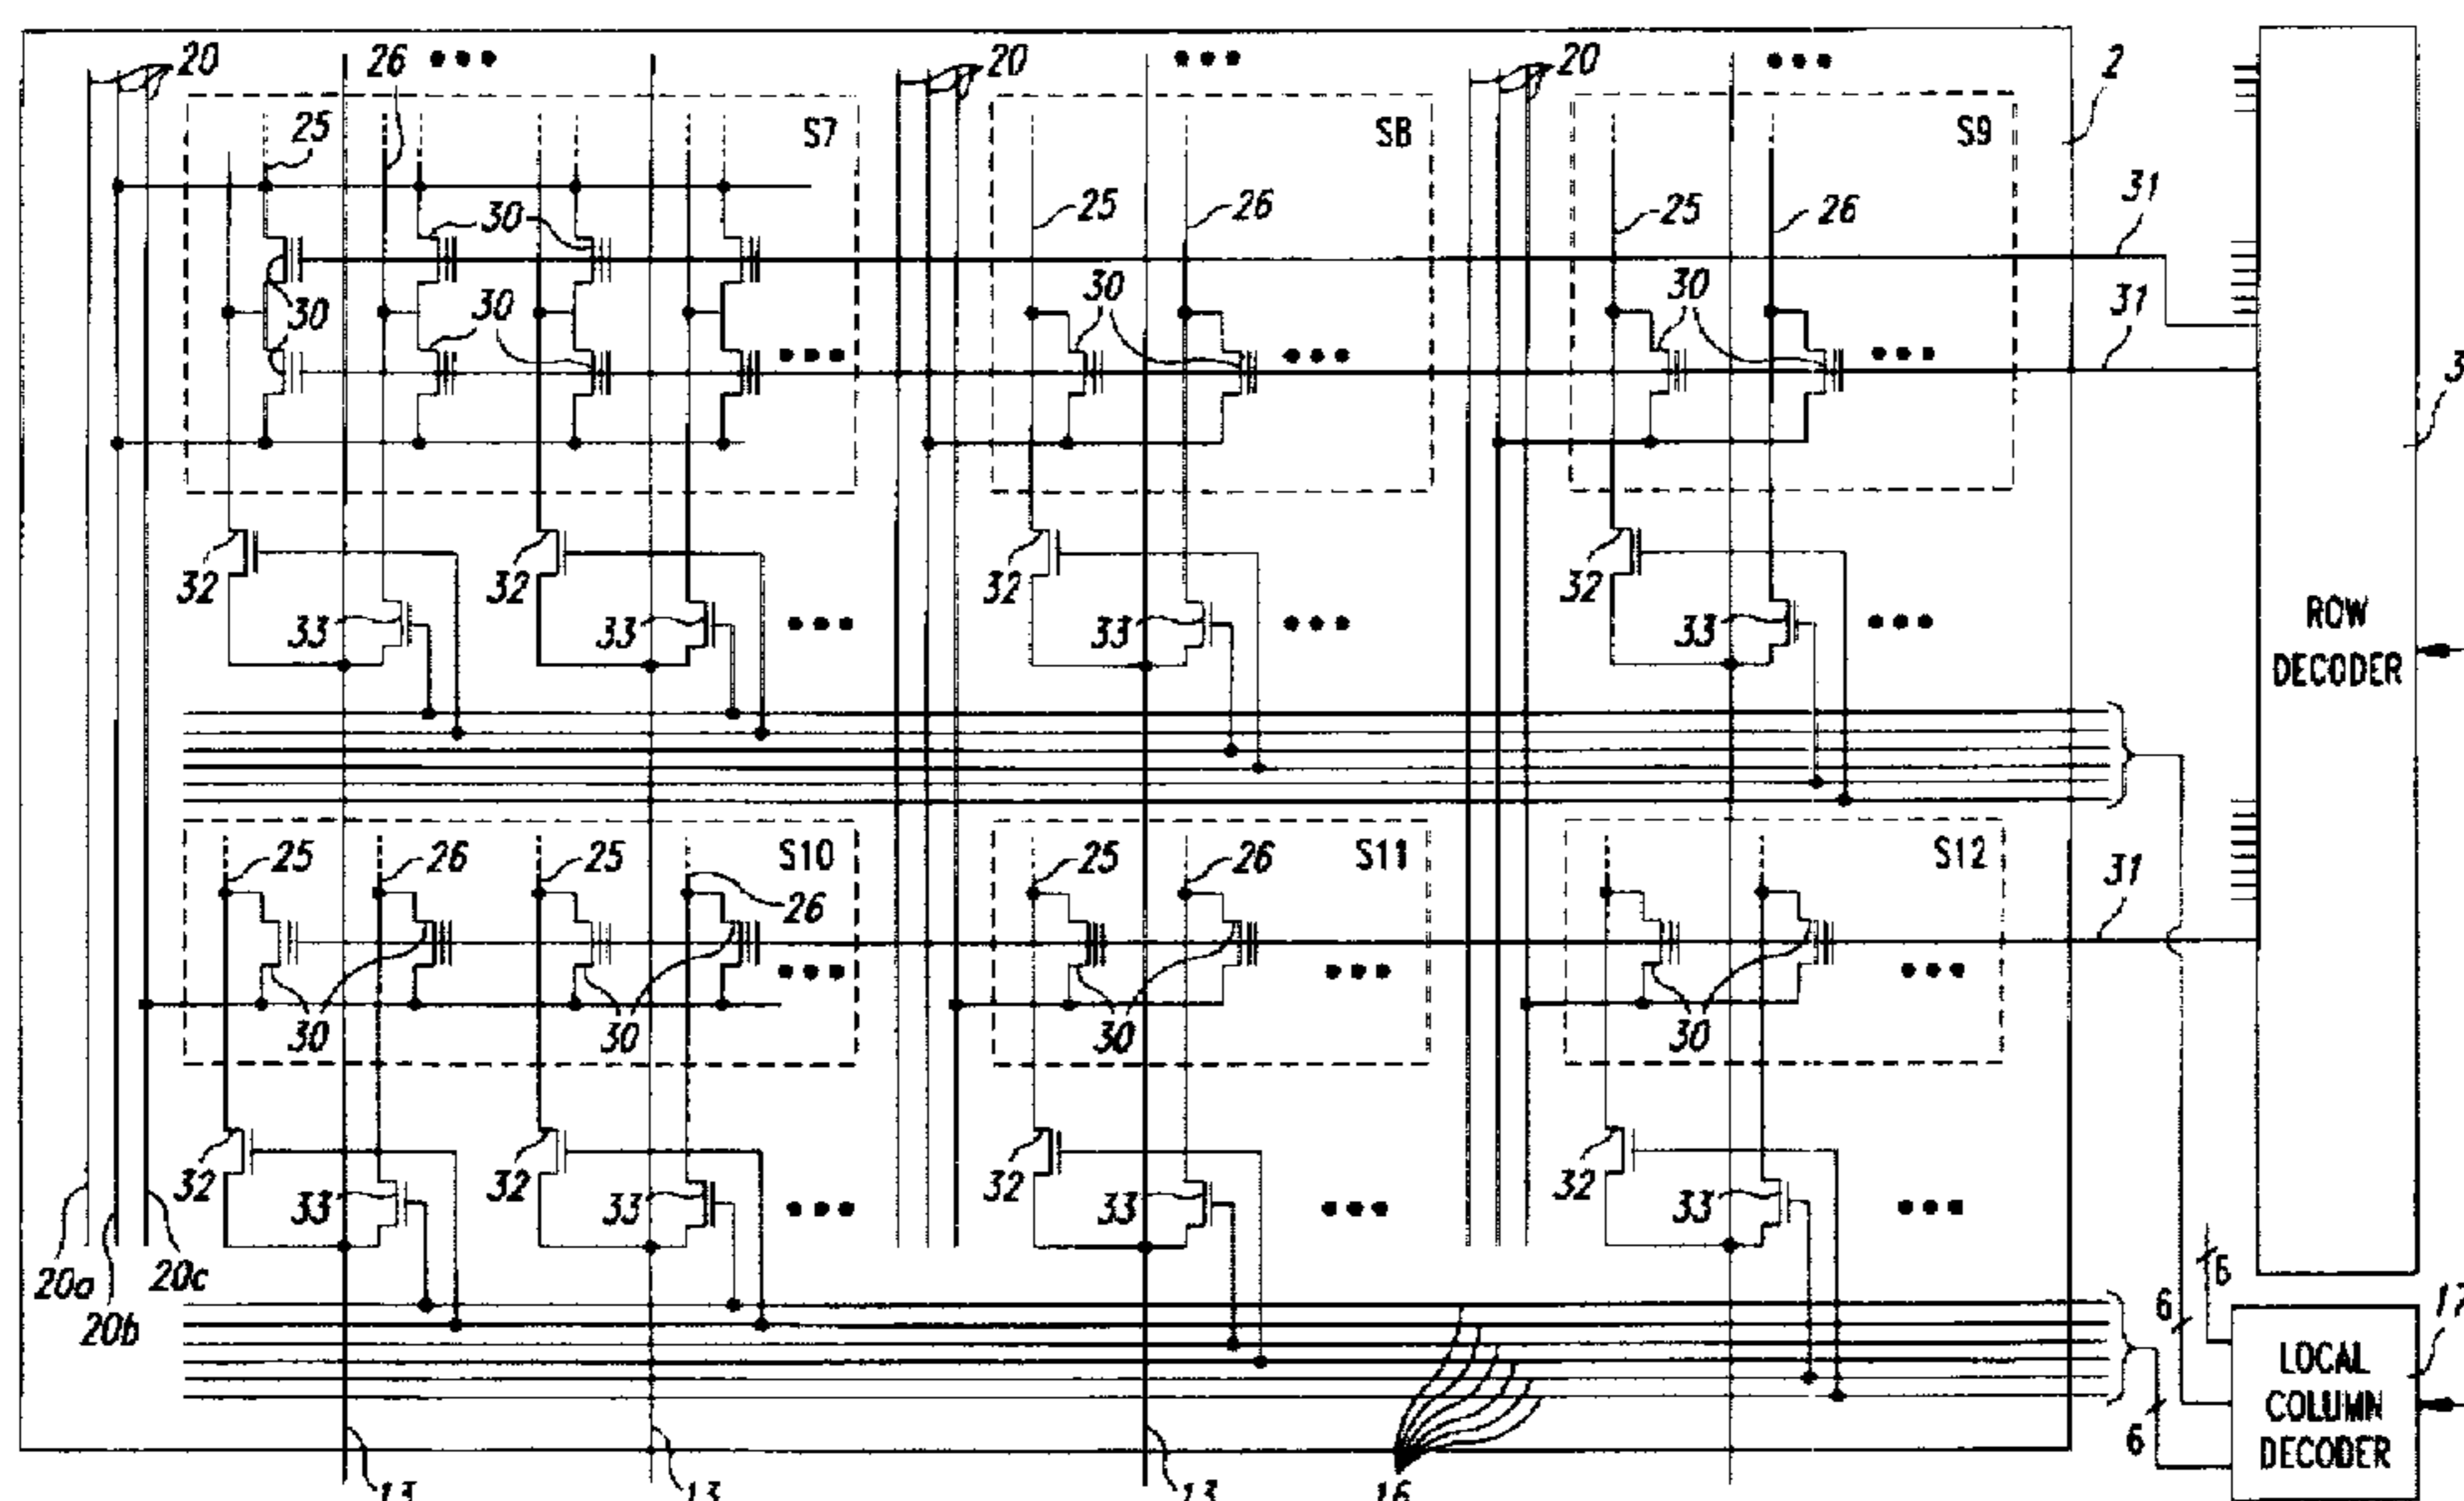 20 26 20 20 2
25 S7 S8 S9
30 25 26 25 26 31
30 30 30 30 31
3
32 32 32 32
33 33 33 33
ROW
DECODER
25 26 25 S10 25 26 S11 S12
26 31
30 30 30 30
32 32 32 32
33 33 33 33
20a 20c 6
20b 6 17
LOCAL
COLUMN
DECODER
6
13 13 13 16